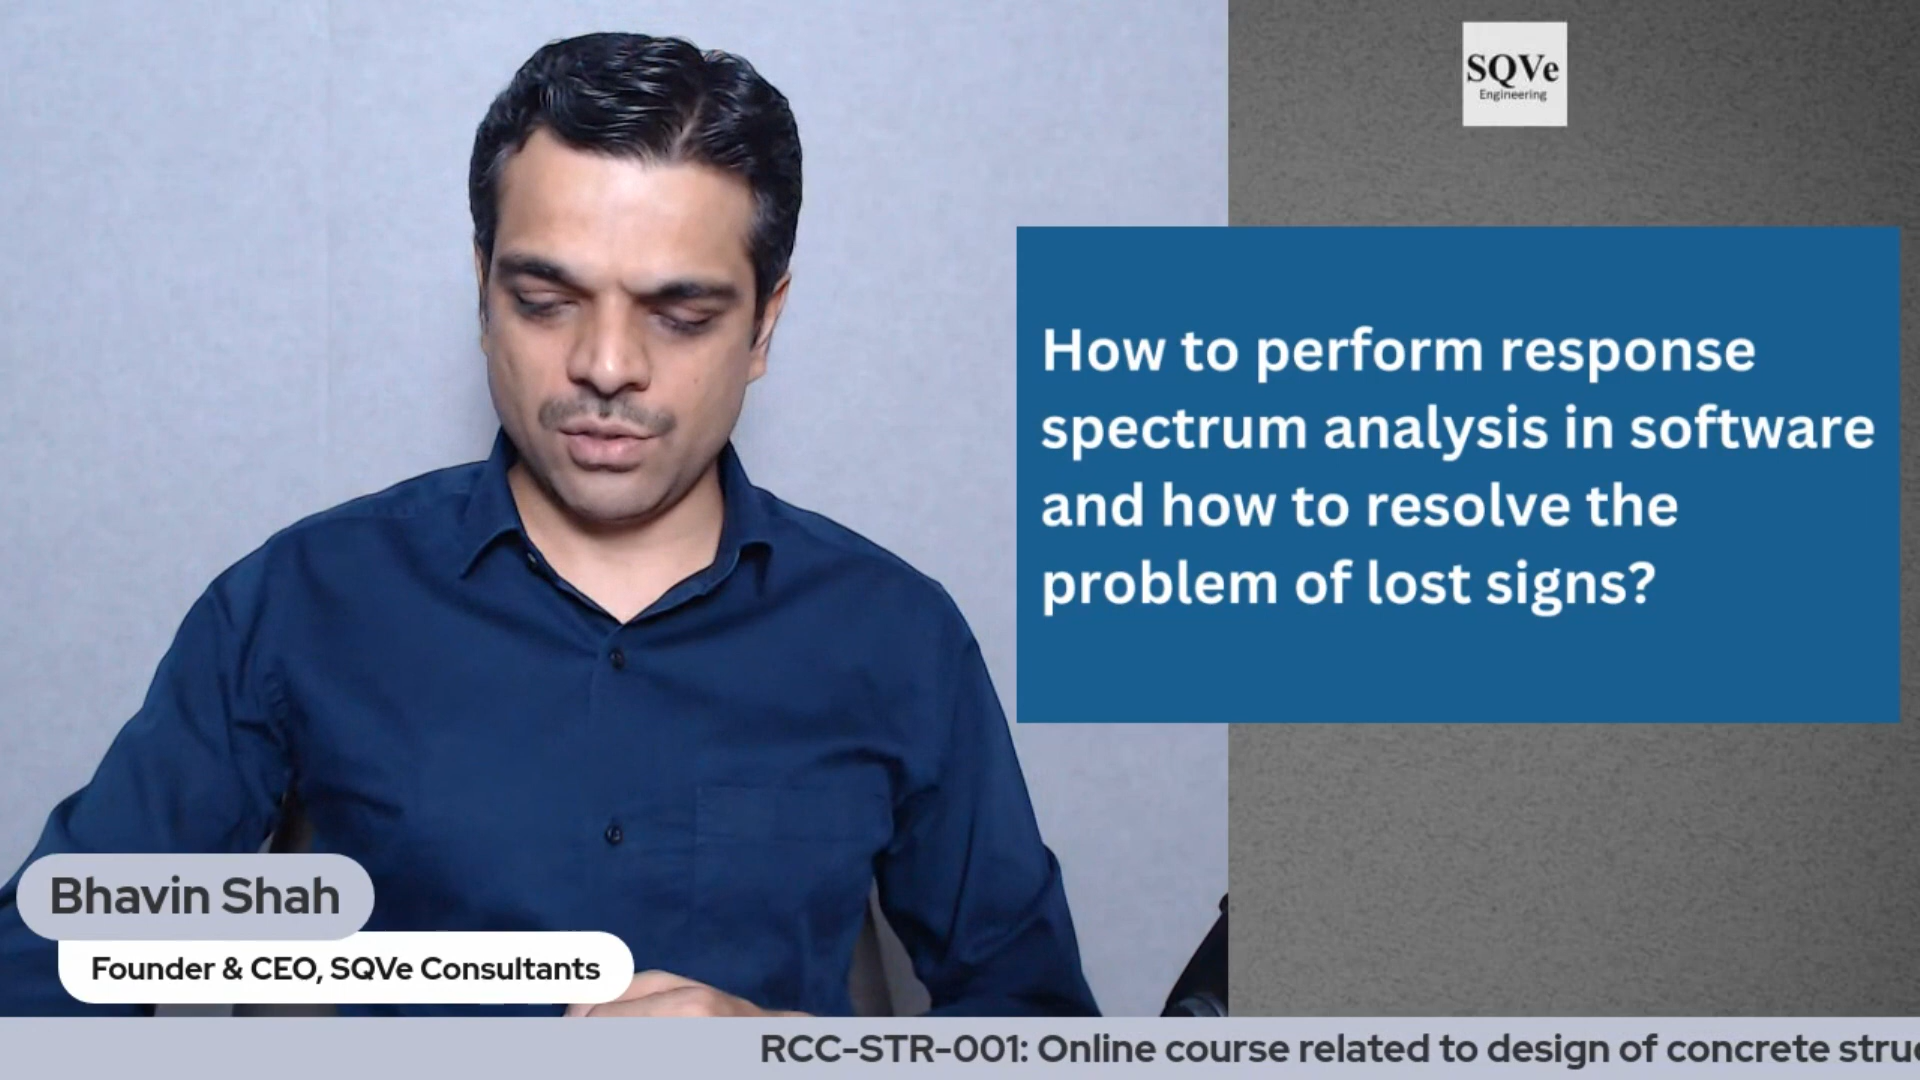 SQVe
Engineering
How to perform response
spectrum analysis in software
and how to resolve the
problem of lost signs?
Bhavin Shah
Founder & CEO, SQVe Consultants
RCC-STR-001: Online course related to design of concrete